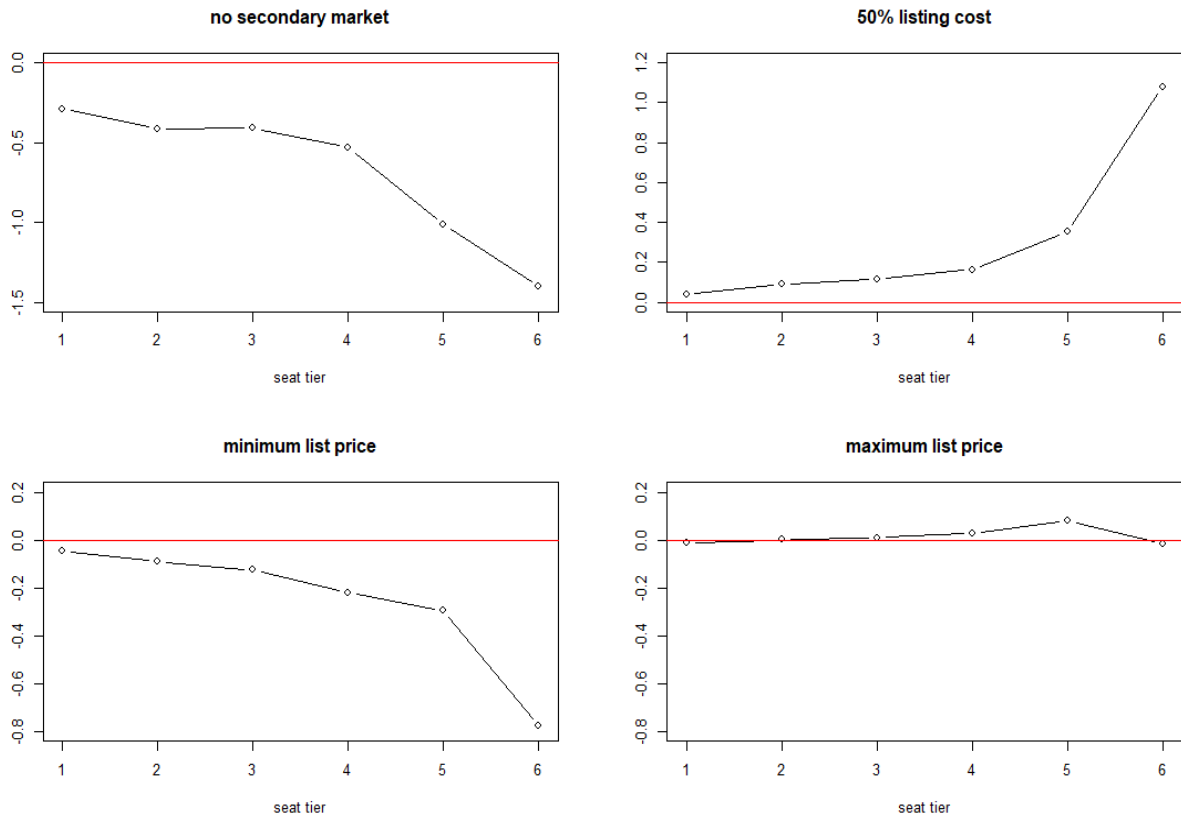 no secondary market
0.0
-0.5
-1.0
-1.5
1 2 3 4 5 6
seat tier
50% listing cost
1.2
1.0
0.8
0.6
0.4
0.2
0.0
1 2 3 4 5 6
seat tier
minimum list price
0.2
0.0
-0.2
-0.4
-0.6
-0.8
1 2 3 4 5 6
seat tier
maximum list price
0.2
0.0
-0.2
-0.4
-0.6
-0.8
1 2 3 4 5 6
seat tier